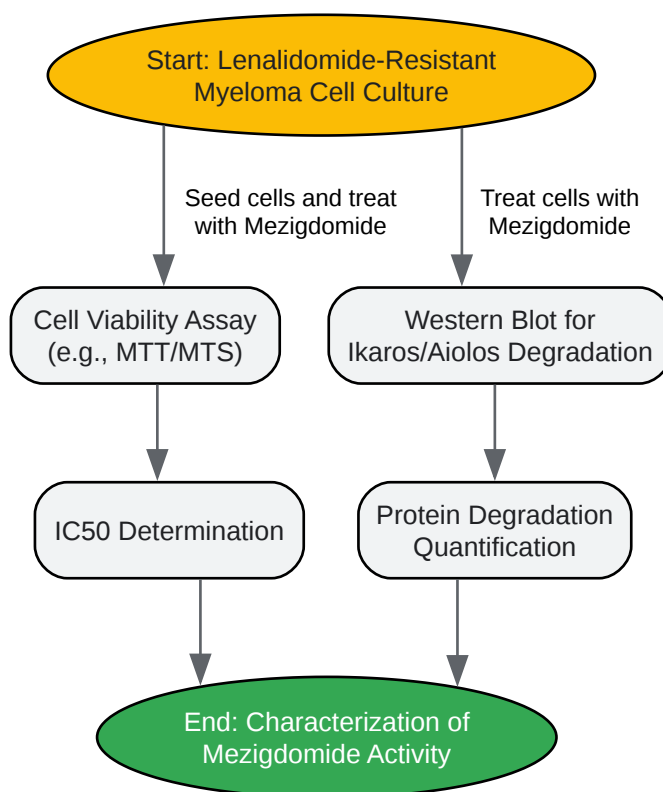 Start: Lenalidomide-Resistant
Myeloma Cell Culture
Seed cells and treat
with Mezigdomide
Treat cells with
Mezigdomide
Cell Viability Assay
(e.g., MTT/MTS)
Western Blot for
Ikaros/Aiolos Degradation
IC50 Determination
Protein Degradation
Quantification
End: Characterization of
Mezigdomide Activity